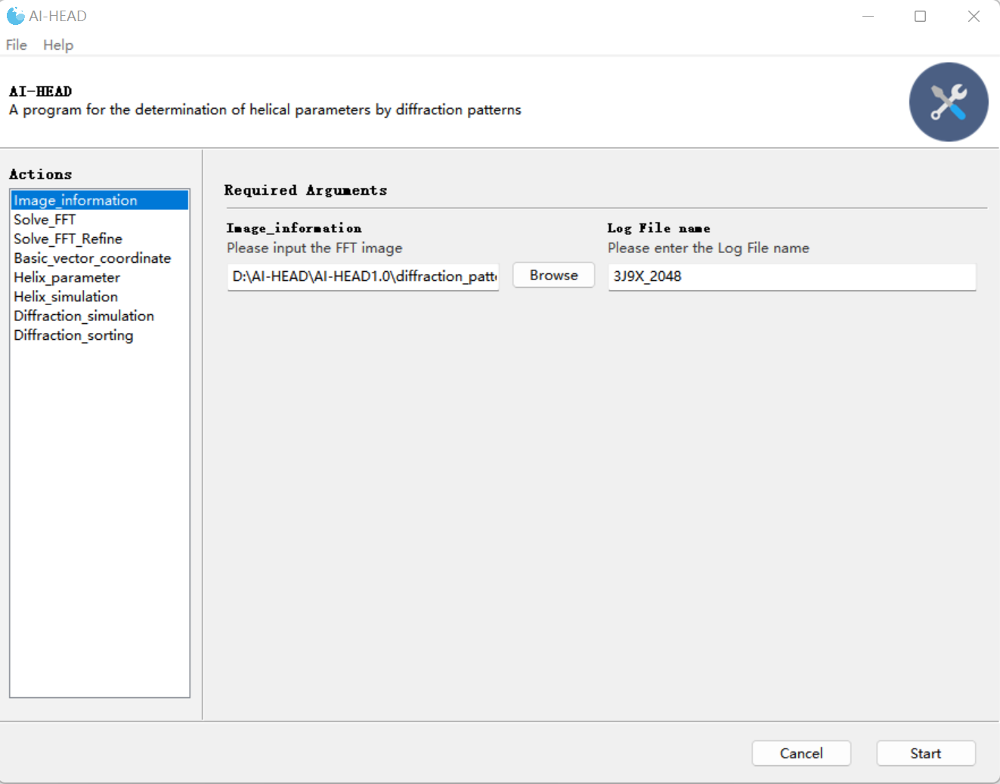 AI-HEAD
File Help
AI-HEAD
A program for the determination of helical parameters by diffraction patterns
Actions
Image_information
Solve_FFT
Solve_FFT_Refine
Basic_vector_coordinate
Helix_parameter
Helix_simulation
Diffraction_simulation
Diffraction_sorting
Required Arguments
Image_information
Please input the FFT image
D:\AI-HEAD\AI-HEAD1.0\diffraction_patt
Browse
Log File name
Please enter the Log File name
3J9X_2048
Cancel
Start